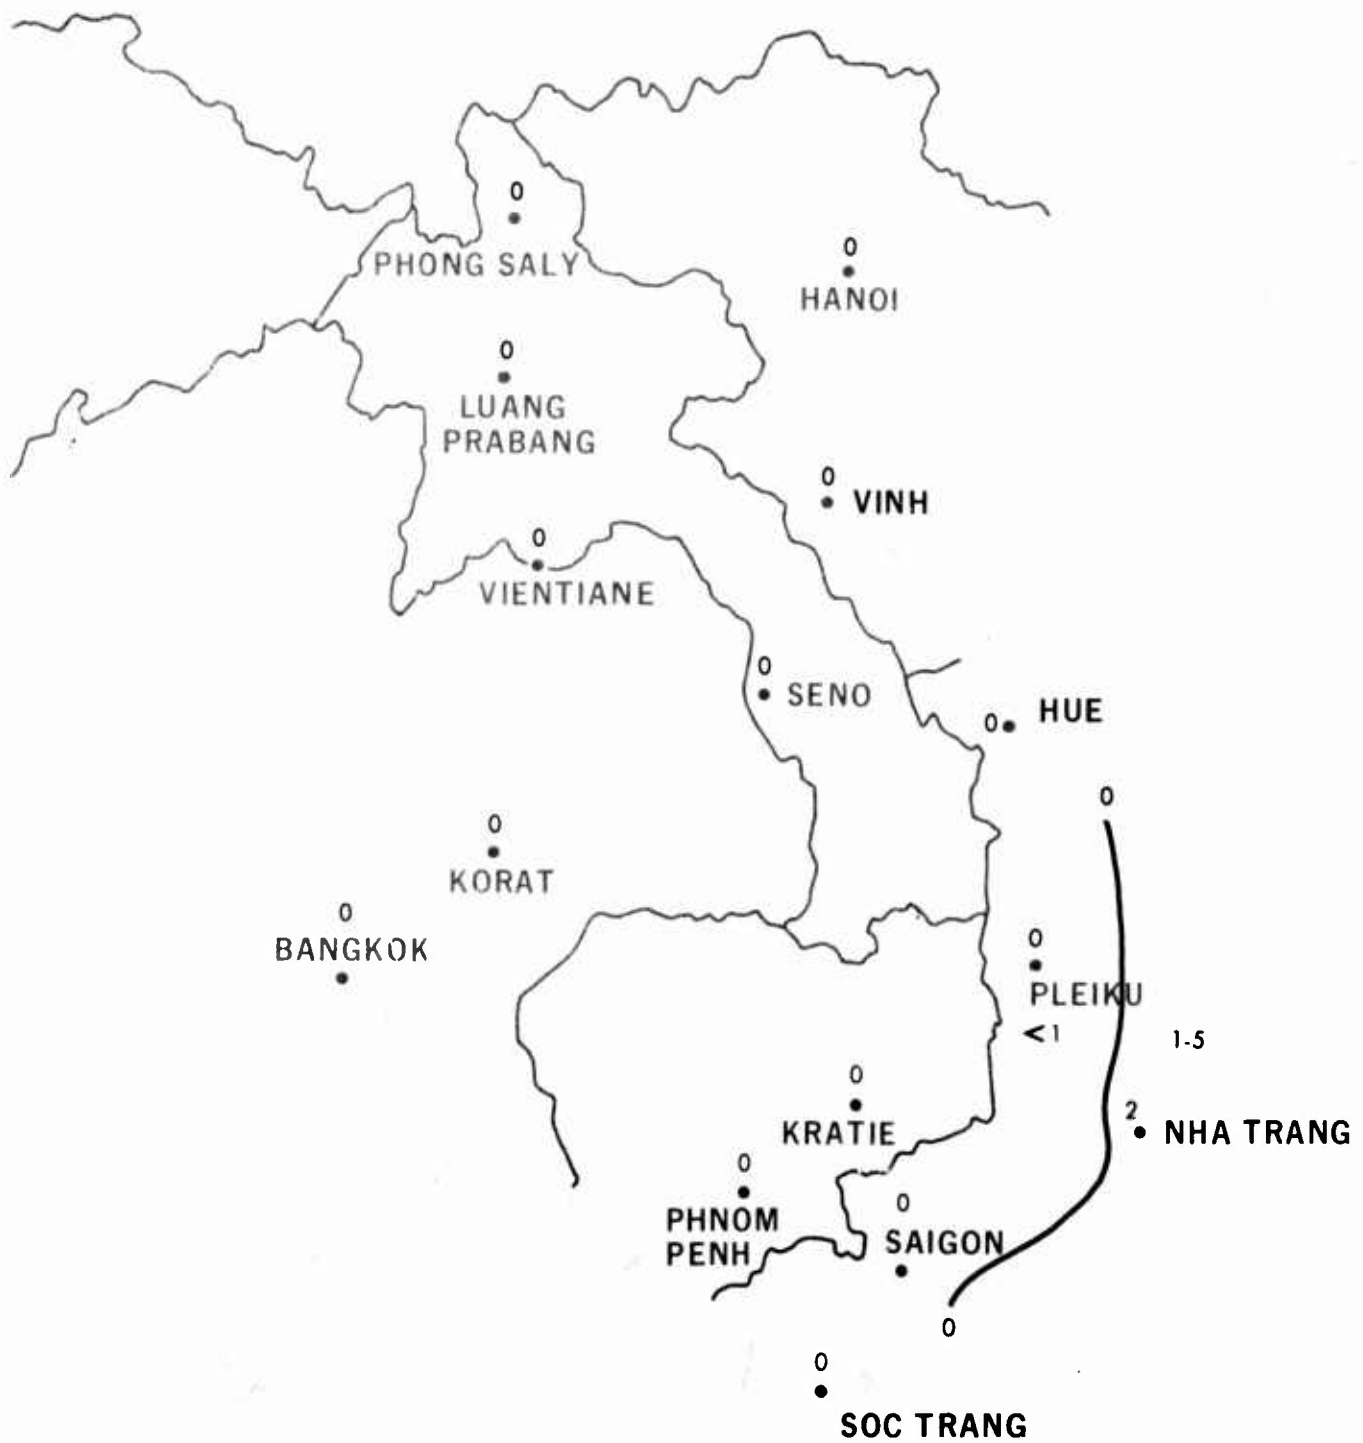 0
PHONG SALY
0
HANOI
0
LUANG
PRABANG
0
VINH
0
VIENTIANE
0
SENO
0
HUE
0
0
KORAT
0
BANGKOK
0
PLEIKU
<1
1-5
0
KRATIE
2
NHA TRANG
0
PHNOM
PENH
0
SAIGON
0
0
SOC TRANG